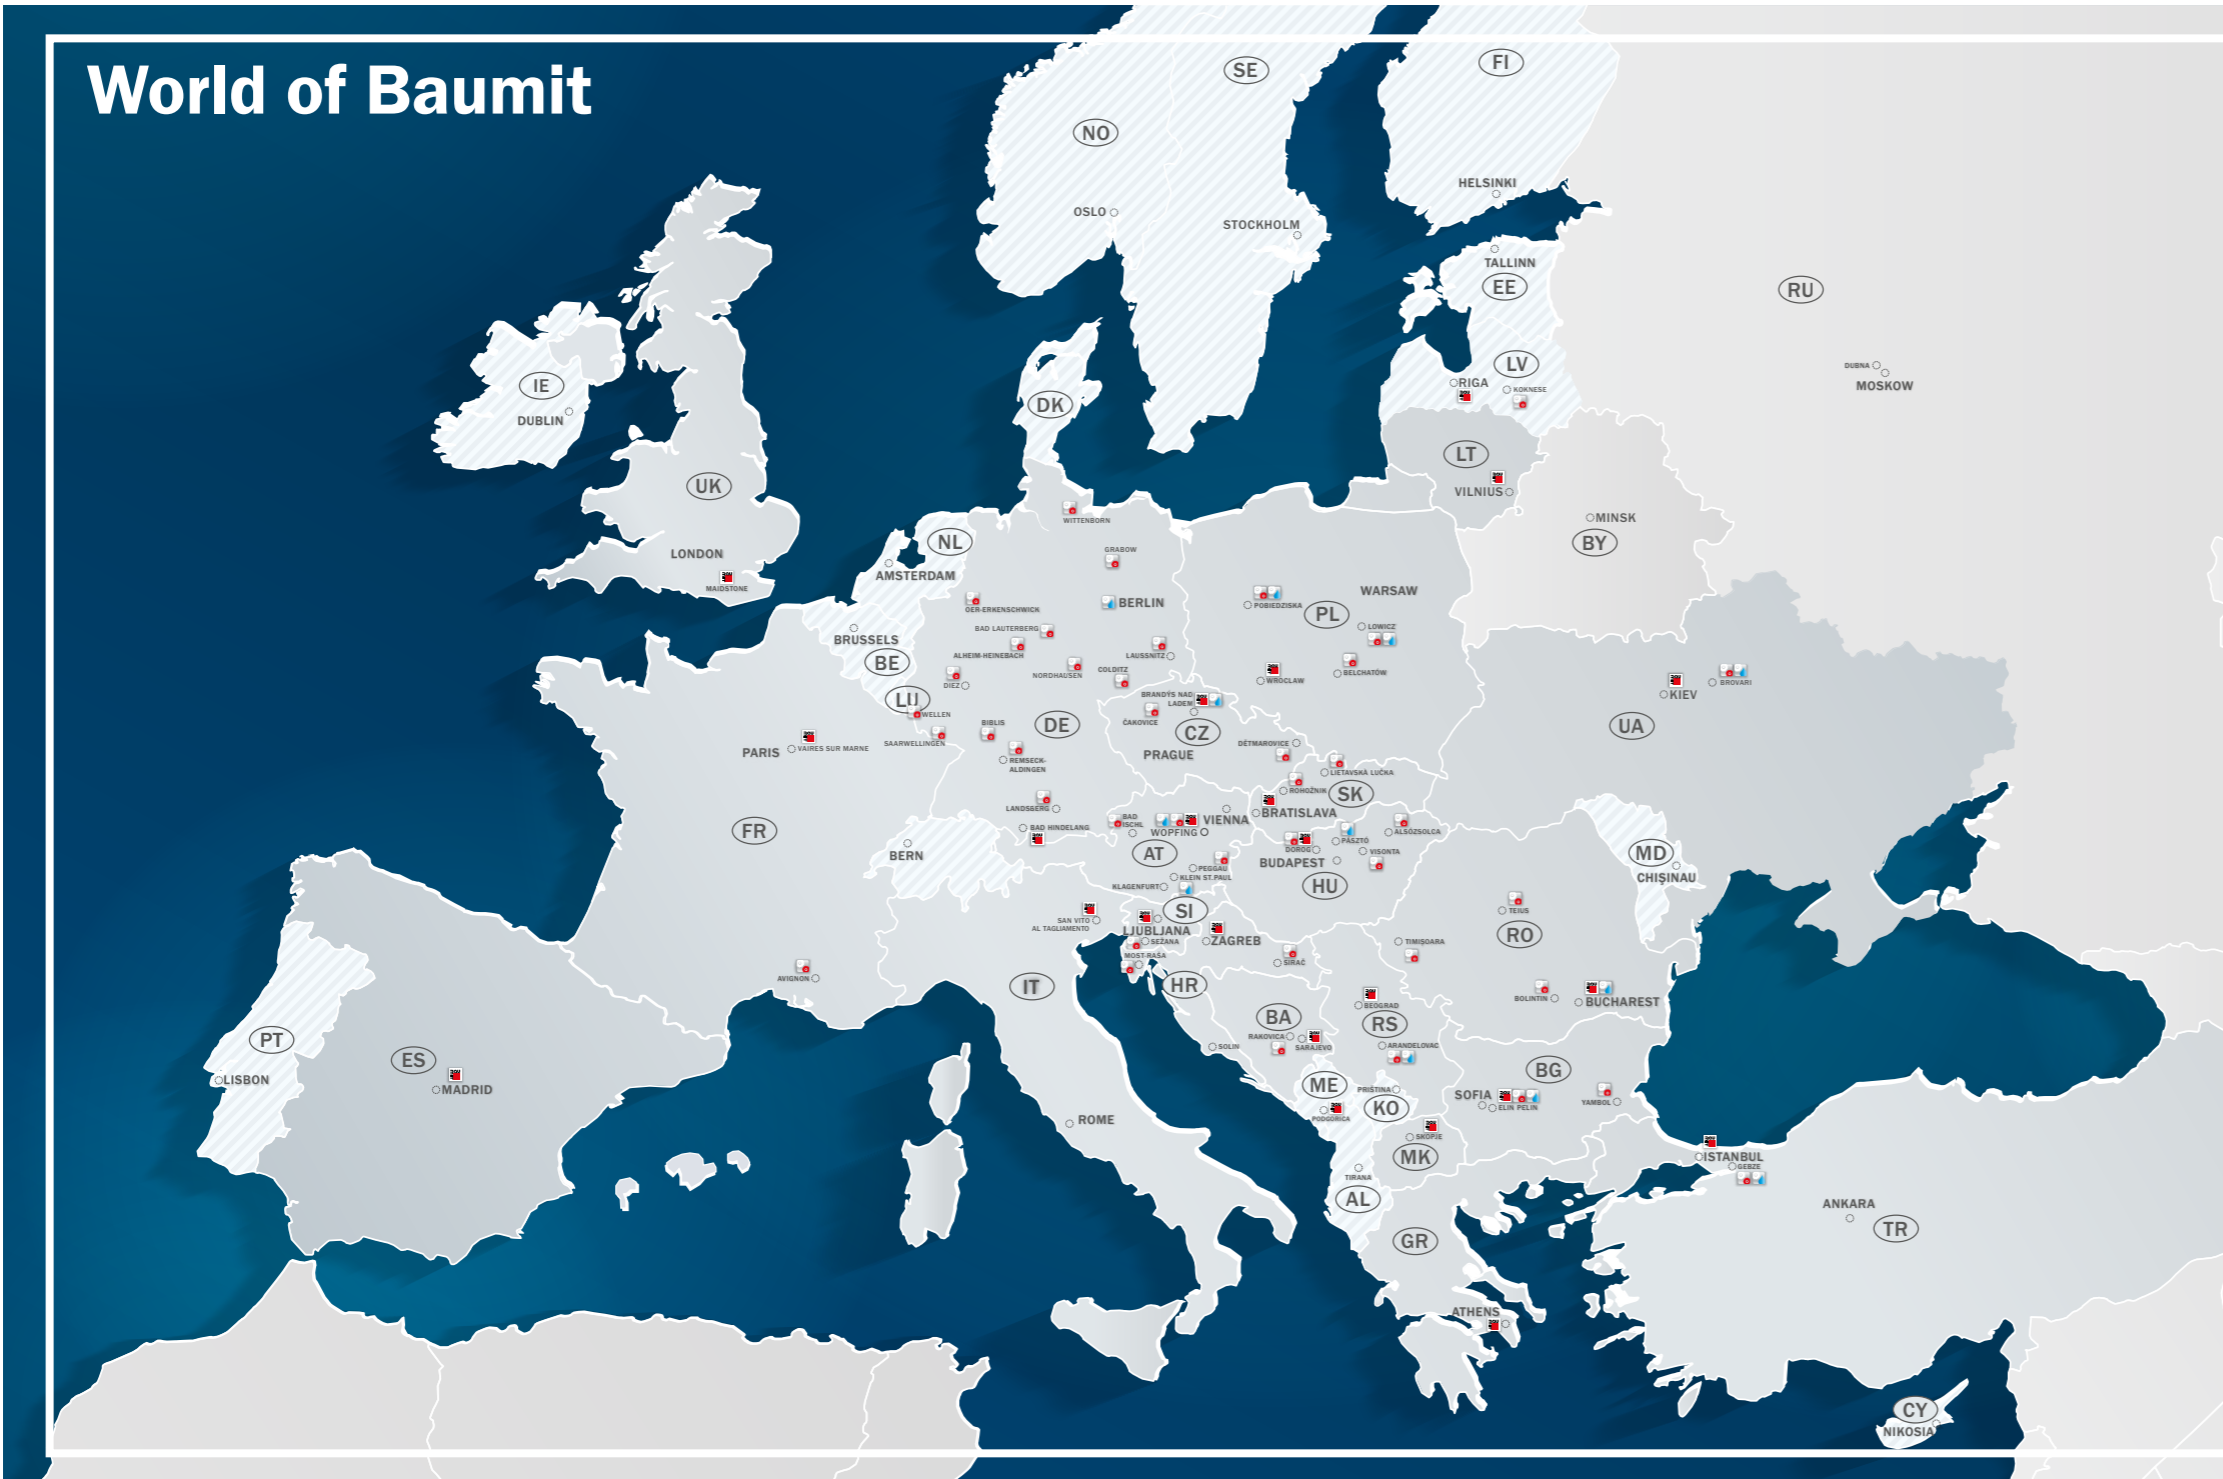 World of Baumit
SE
FI
NO
HELSINKI
OSLO
STOCKHOLM
TALLINN
EE
RU
LV
DUBNA
MOSKOW
RIGA
KOKNESE
IE
DUBLIN
DK
LT
VILNIUS
UK
MINSK
BY
WITTENBORN
NL
LONDON
AMSTERDAM
MAIDSTONE
GRABOW
BERLIN
WARSAW
OER-ERKENSCHWICK
POBIEDZISKA
PL
BAD LAUTERBERG
LOWICZ
BRUSSELS
BE
ALHEIM-HEINEBACH
LAUSSNITZ
COLDITZ
NORDHAUSEN
DIEZ
WROCLAW
BELCHATÓW
KIEV
BROVARI
LU
WELLEN
BRANDÝS NAD
LADEM
ČAKOVICE
DE
CZ
UA
BIBLIS
SAARWELLINGEN
PARIS
VAIRES SUR MARNE
PRAGUE
DĚTMAROVICE
REMSECK-
ALDINGEN
LIETAVSKÁ LUČKA
ROHOŽNIK
SK
LANDSBERG
BRATISLAVA
FR
BAD HINDELANG
BAD
ISCHL
WOPFING
VIENNA
ALSÓZSOLCA
PÁSZTÓ
DOROG
VISONTA
BERN
AT
BUDAPEST
HU
MD
CHIŞINAU
PEGGAU
KLEIN ST.PAUL
KLAGENFURT
SI
SAN VITO
AL TAGLIAMENTO
LJUBLJANA
TEIUS
RO
SEŽANA
ZAGREB
TIMIȘOARA
MOST-RAŠA
SIRAČ
AVIGNON
IT
HR
BOLINTIN
BUCHAREST
BEOGRAD
BA
RS
PT
ES
RAKOVICA
SARAJEVO
SOLIN
ARANDELOVAC
BG
LISBON
MADRID
ME
PRIŠTINA
KO
SOFIA
ELIN PELIN
YAMBOL
PODGORICA
ROME
SKOPJE
MK
ISTANBUL
GEBZE
TIRANA
AL
ANKARA
TR
GR
ATHENS
CY
NIKOSIA